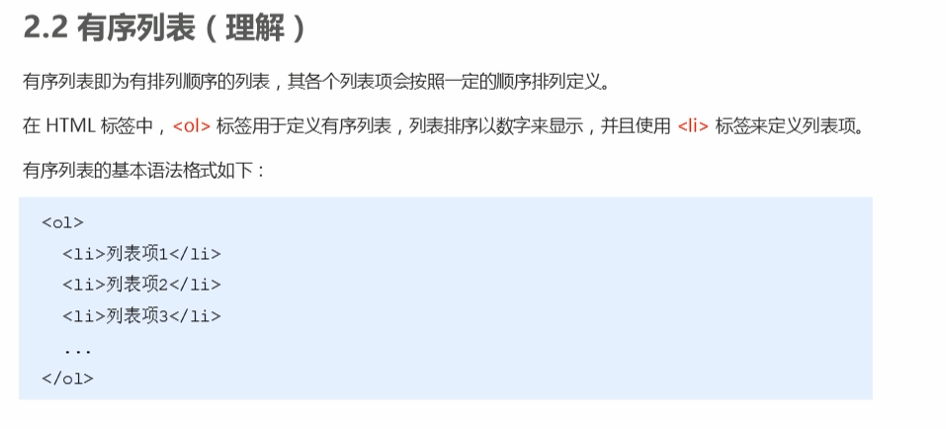 2.2 有序列表（理解）
有序列表即为有排列顺序的列表，其各个列表项会按照一定的顺序排列定义。
在 HTML 标签中，<ol> 标签用于定义有序列表，列表排序以数字来显示，并且使用 <li> 标签来定义列表项。
有序列表的基本语法格式如下：
<ol>
  <li>列表项1</li>
  <li>列表项2</li>
  <li>列表项3</li>
  ...
</ol>